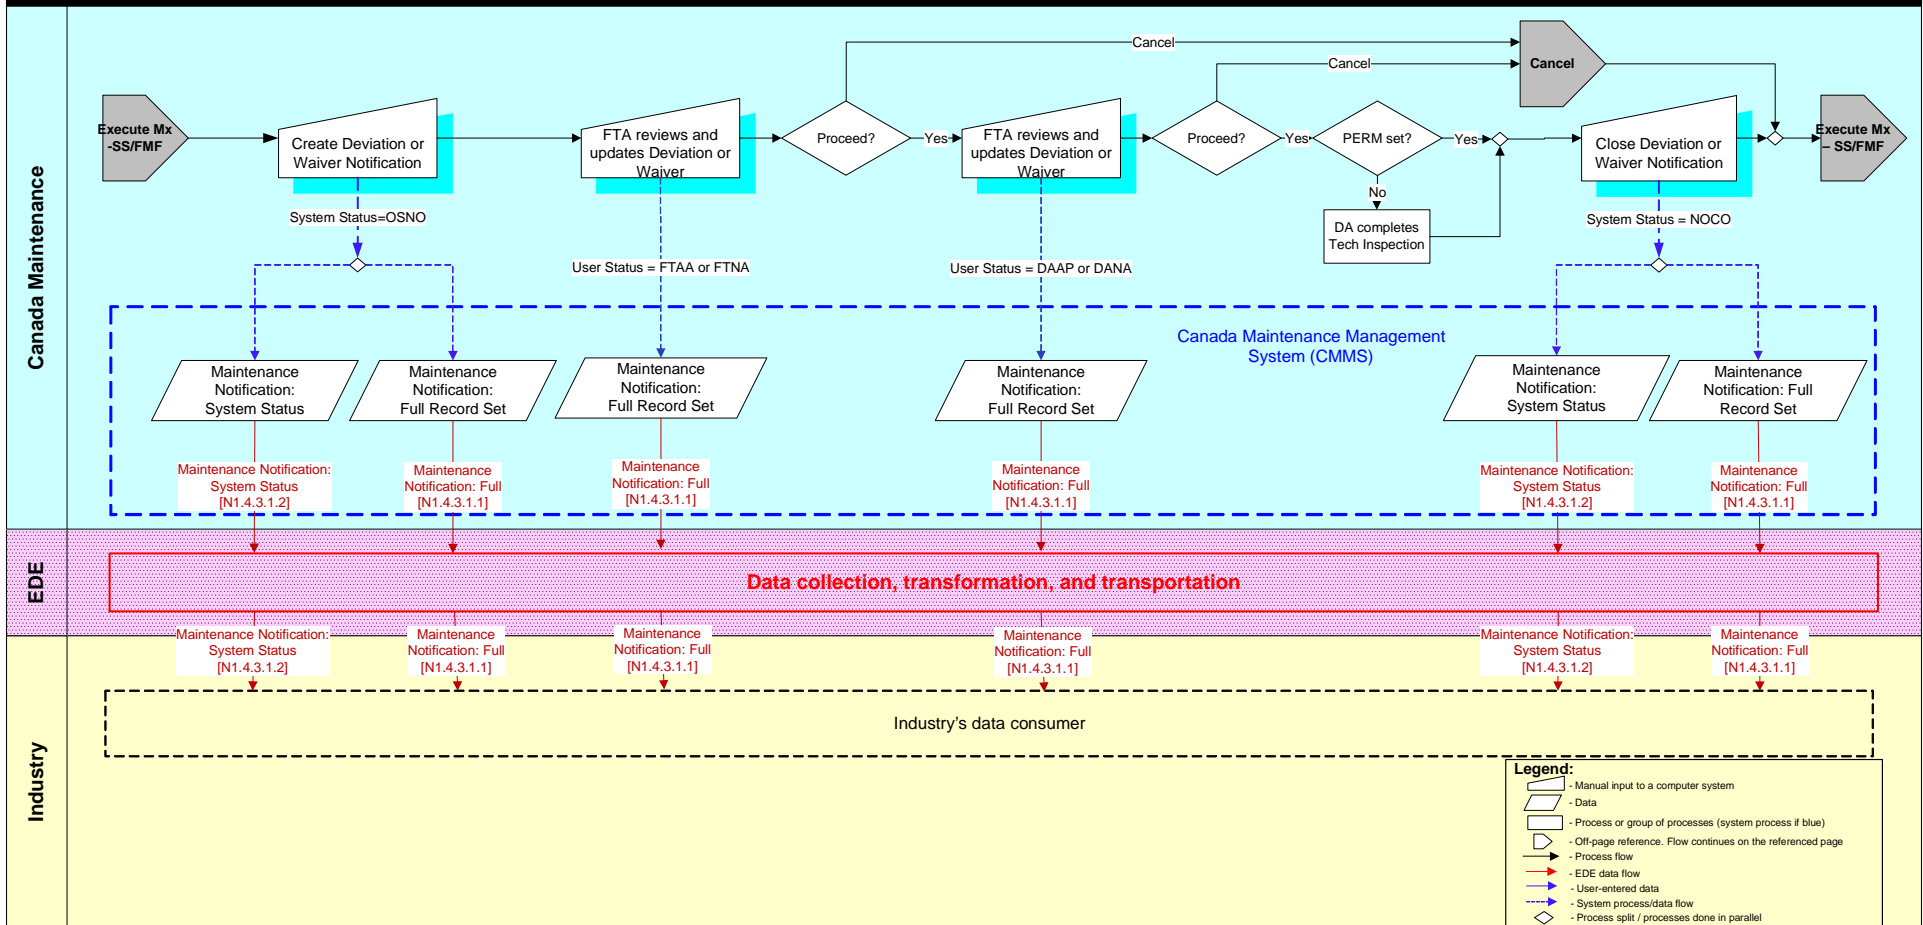 Canada Maintenance
Cancel
Cancel
Cancel
Execute Mx
-SS/FMF
Create Deviation or
Waiver Notification
FTA reviews and
updates Deviation or
Waiver
Proceed?
Yes
FTA reviews and
updates Deviation or
Waiver
Proceed?
Yes
PERM set?
Yes
No
DA completes
Tech Inspection
Close Deviation or
Waiver Notification
Execute Mx
– SS/FMF
System Status=OSNO
User Status = FTAA or FTNA
User Status = DAAP or DANA
System Status = NOCO
Canada Maintenance Management
System (CMMS)
Maintenance
Notification:
System Status
Maintenance
Notification:
Full Record Set
Maintenance
Notification:
Full Record Set
Maintenance
Notification:
Full Record Set
Maintenance
Notification:
System Status
Maintenance
Notification: Full
Record Set
Maintenance Notification:
System Status
[N1.4.3.1.2]
Maintenance
Notification: Full
[N1.4.3.1.1]
Maintenance
Notification: Full
[N1.4.3.1.1]
Maintenance
Notification: Full
[N1.4.3.1.1]
Maintenance Notification:
System Status
[N1.4.3.1.2]
Maintenance
Notification: Full
[N1.4.3.1.1]
EDE
Data collection, transformation, and transportation
Maintenance Notification:
System Status
[N1.4.3.1.2]
Maintenance
Notification: Full
[N1.4.3.1.1]
Maintenance
Notification: Full
[N1.4.3.1.1]
Maintenance
Notification: Full
[N1.4.3.1.1]
Maintenance Notification:
System Status
[N1.4.3.1.2]
Maintenance
Notification: Full
[N1.4.3.1.1]
Industry
Industry's data consumer
Legend:
- Manual input to a computer system
- Data
- Process or group of processes (system process if blue)
- Off-page reference. Flow continues on the referenced page
- Process flow
- EDE data flow
- User-entered data
- System process/data flow
- Process split / processes done in parallel